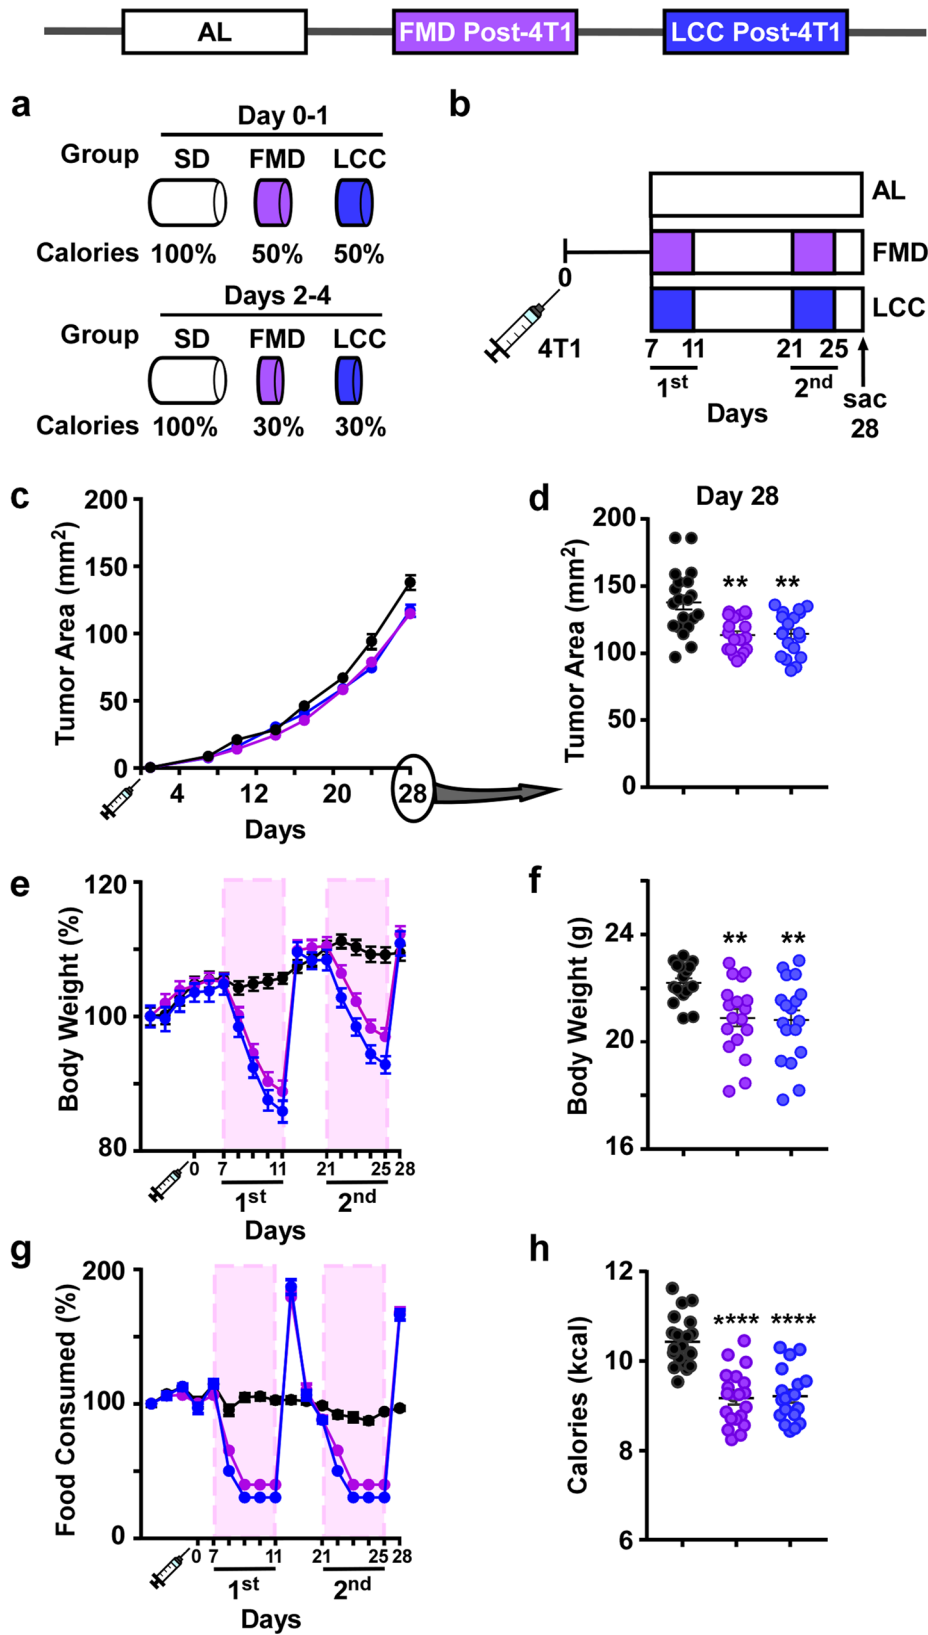 AL FMD Post-4T1 LCC Post-4T1
a
Day 0-1
Group SD FMD LCC
Calories 100% 50% 50%
Days 2-4
Group SD FMD LCC
Calories 100% 30% 30%
b
AL
FMD
LCC
0
4T1
7 11 21 25
1st 2nd
Days
sac
28
c
Tumor Area (mm2)
200
150
100
50
0
4 12 20 28
Days
d
Day 28
Tumor Area (mm2)
200
150
100
50
0
** **
e
Body Weight (%)
120
100
80
0 7 11 21 25 28
1st 2nd
Days
f
Body Weight (g)
24
20
16
** **
g
Food Consumed (%)
200
100
0
0 7 11 21 25 28
1st 2nd
Days
h
Calories (kcal)
12
10
8
6
**** ****